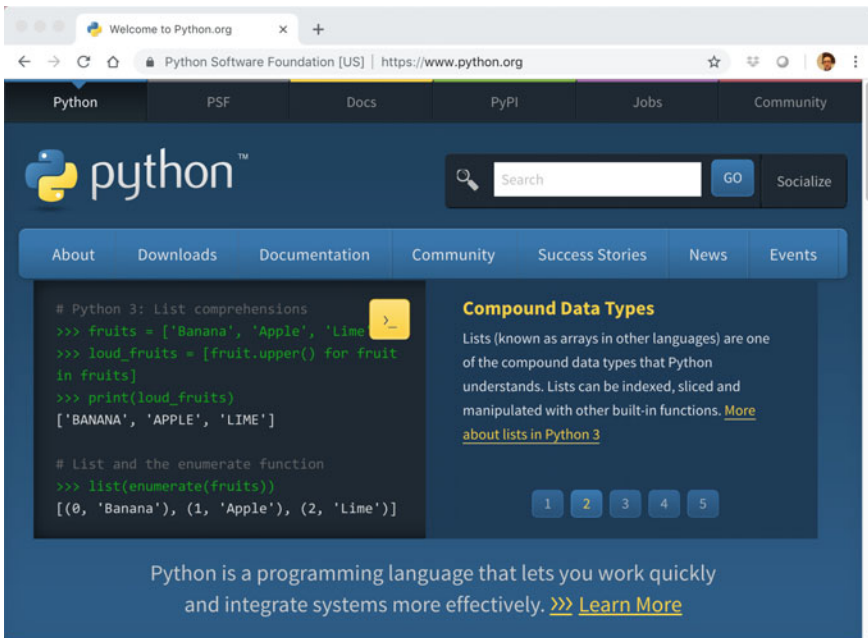 Welcome to Python.org
Python Software Foundation [US] | https://www.python.org
Python PSF Docs PyPI Jobs Community
python™
Search GO Socialize
About Downloads Documentation Community Success Stories News Events
# Python 3: List comprehensions
>>> fruits = ['Banana', 'Apple', 'Lime'
>_
>>> loud_fruits = [fruit.upper() for fruit
in fruits]
>>> print(loud_fruits)
['BANANA', 'APPLE', 'LIME']
# List and the enumerate function
>>> list(enumerate(fruits))
[(0, 'Banana'), (1, 'Apple'), (2, 'Lime')]
Compound Data Types
Lists (known as arrays in other languages) are one
of the compound data types that Python
understands. Lists can be indexed, sliced and
manipulated with other built-in functions. More
about lists in Python 3
1 2 3 4 5
Python is a programming language that lets you work quickly
and integrate systems more effectively. >>> Learn More